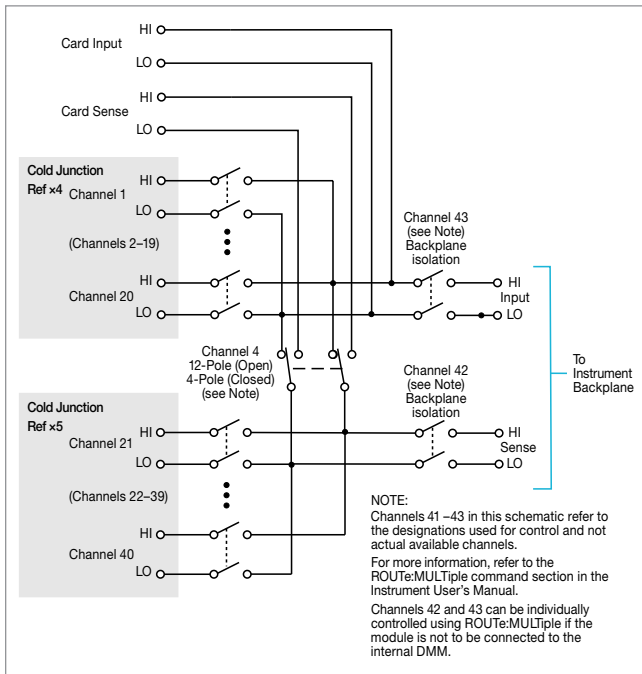 HI
Card Input
LO
HI
Card Sense
LO
Cold Junction
Ref ×4
HI
Channel 1
LO
(Channels 2–19)
HI
Channel 20
LO
Channel 43
(see Note)
Backplane
isolation
HI
Input
LO
Channel 4
12-Pole (Open)
4-Pole (Closed)
(see Note)
Channel 42
(see Note)
Backplane
isolation
To
Instrument
Backplane
Cold Junction
Ref ×5
HI
Channel 21
LO
(Channels 22–39)
HI
Channel 40
LO
HI
Sense
LO
NOTE:
Channels 41 –43 in this schematic refer to
the designations used for control and not
actual available channels.
For more information, refer to the
ROUTe:MULTiple command section in the
Instrument User's Manual.
Channels 42 and 43 can be individually
controlled using ROUTe:MULTiple if the
module is not to be connected to the
internal DMM.